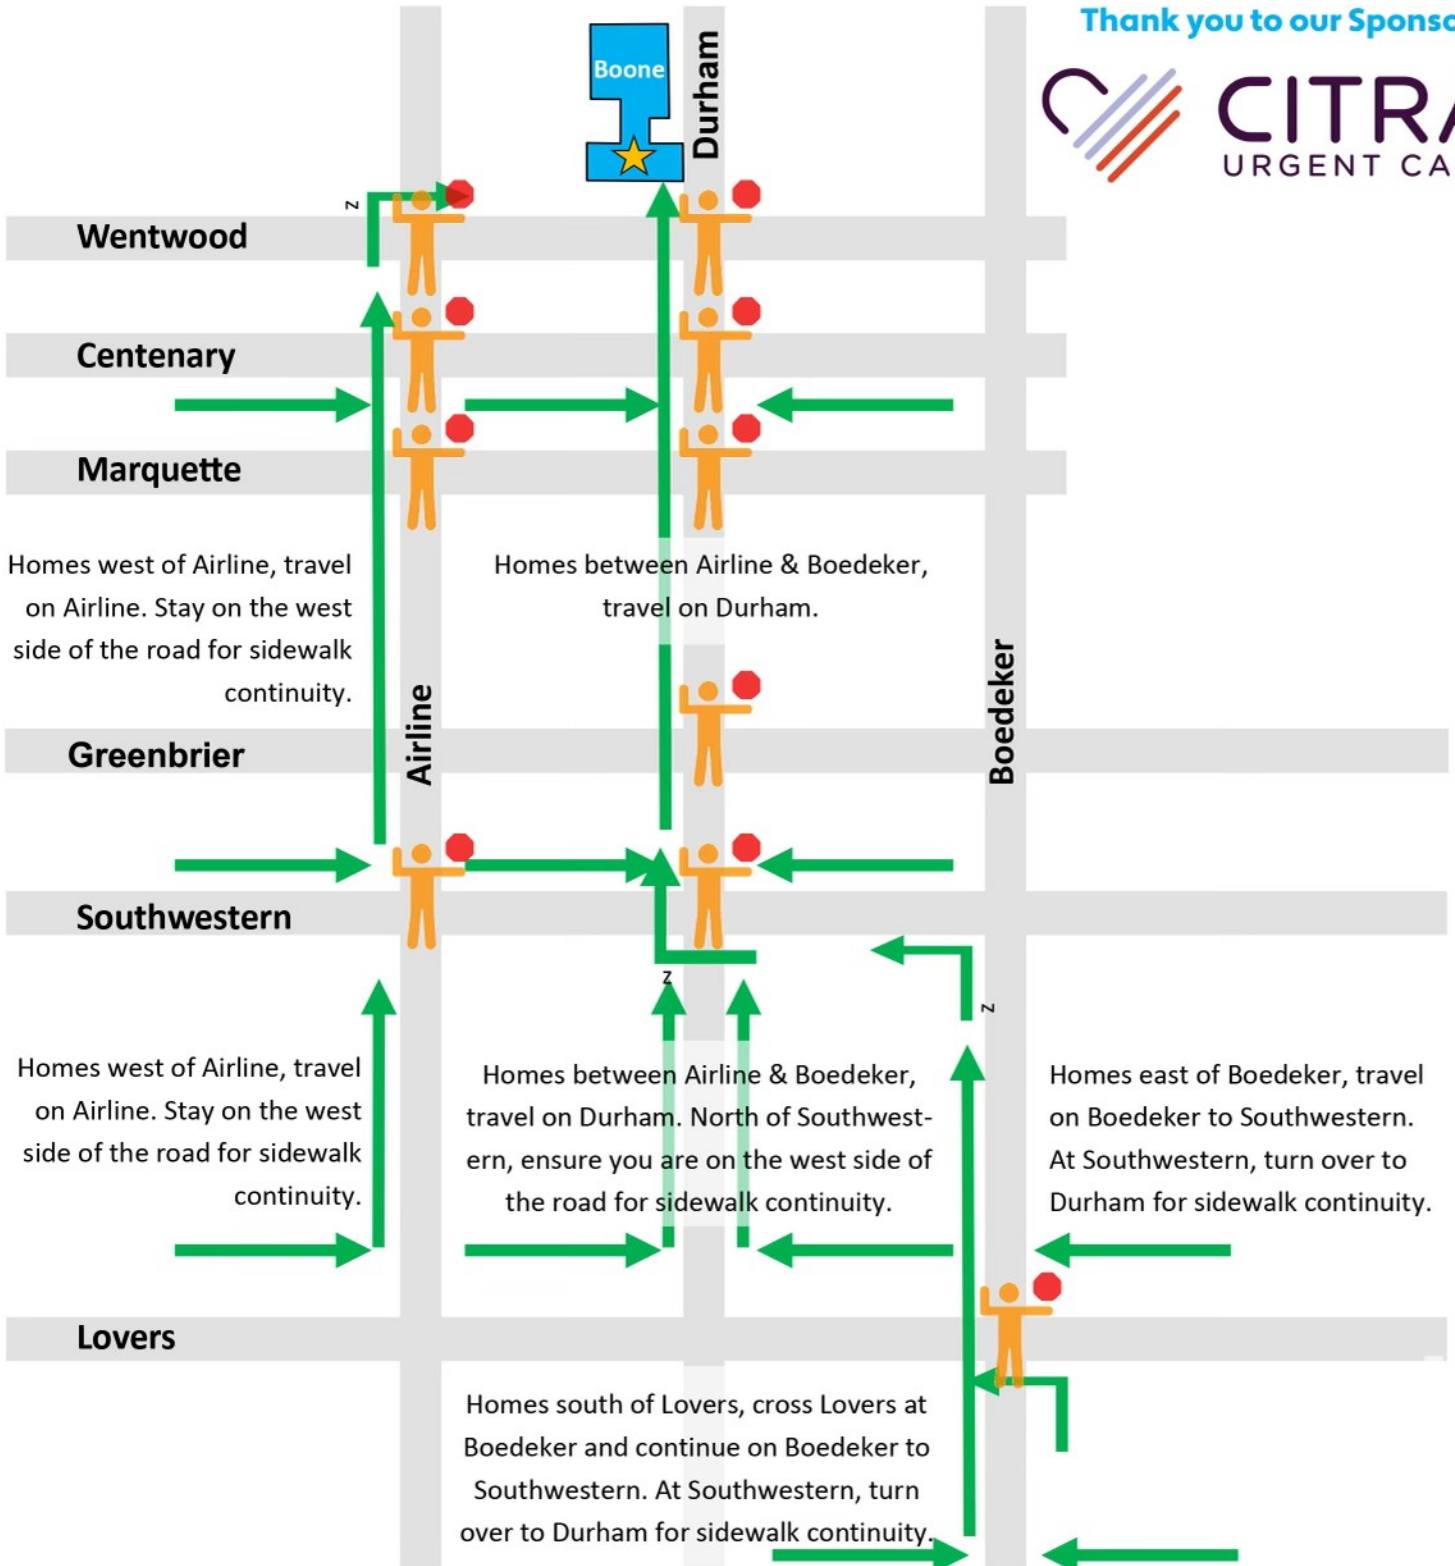 Thank you to our Sponso
CITRA
URGENT CA
Boone
Durham
z
Wentwood
Centenary
Marquette
Homes west of Airline, travel
on Airline. Stay on the west
side of the road for sidewalk
continuity.
Homes between Airline & Boedeker,
travel on Durham.
Airline
Boedeker
Greenbrier
Southwestern
z
z
Homes west of Airline, travel
on Airline. Stay on the west
side of the road for sidewalk
continuity.
Homes between Airline & Boedeker,
travel on Durham. North of Southwest-
ern, ensure you are on the west side of
the road for sidewalk continuity.
Homes east of Boedeker, travel
on Boedeker to Southwestern.
At Southwestern, turn over to
Durham for sidewalk continuity.
Lovers
Homes south of Lovers, cross Lovers at
Boedeker and continue on Boedeker to
Southwestern. At Southwestern, turn
over to Durham for sidewalk continuity.